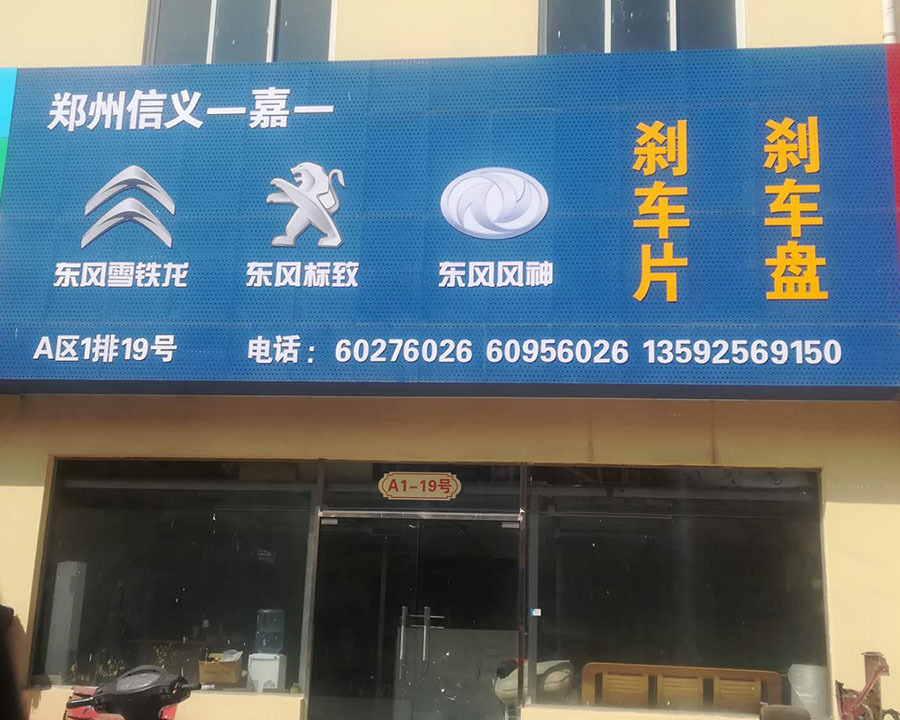 郑州信义一嘉一
东风雪铁龙
东风标致
东风风神
刹车片
刹车盘
A区1排19号
电话：60276026 60956026 13592569150
A1-19号